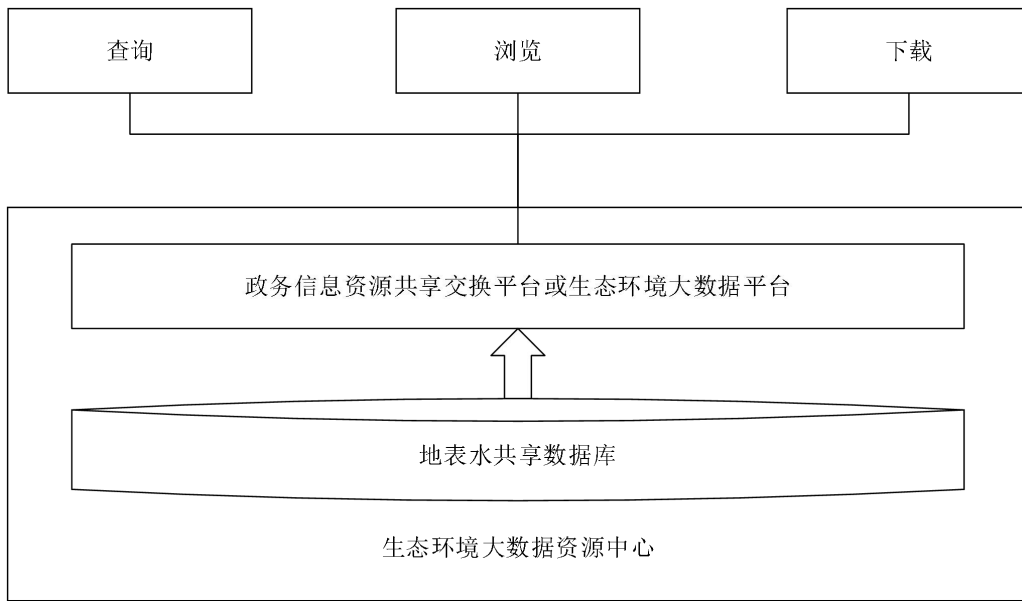 查询
浏览
下载
政务信息资源共享交换平台或生态环境大数据平台
地表水共享数据库
生态环境大数据资源中心